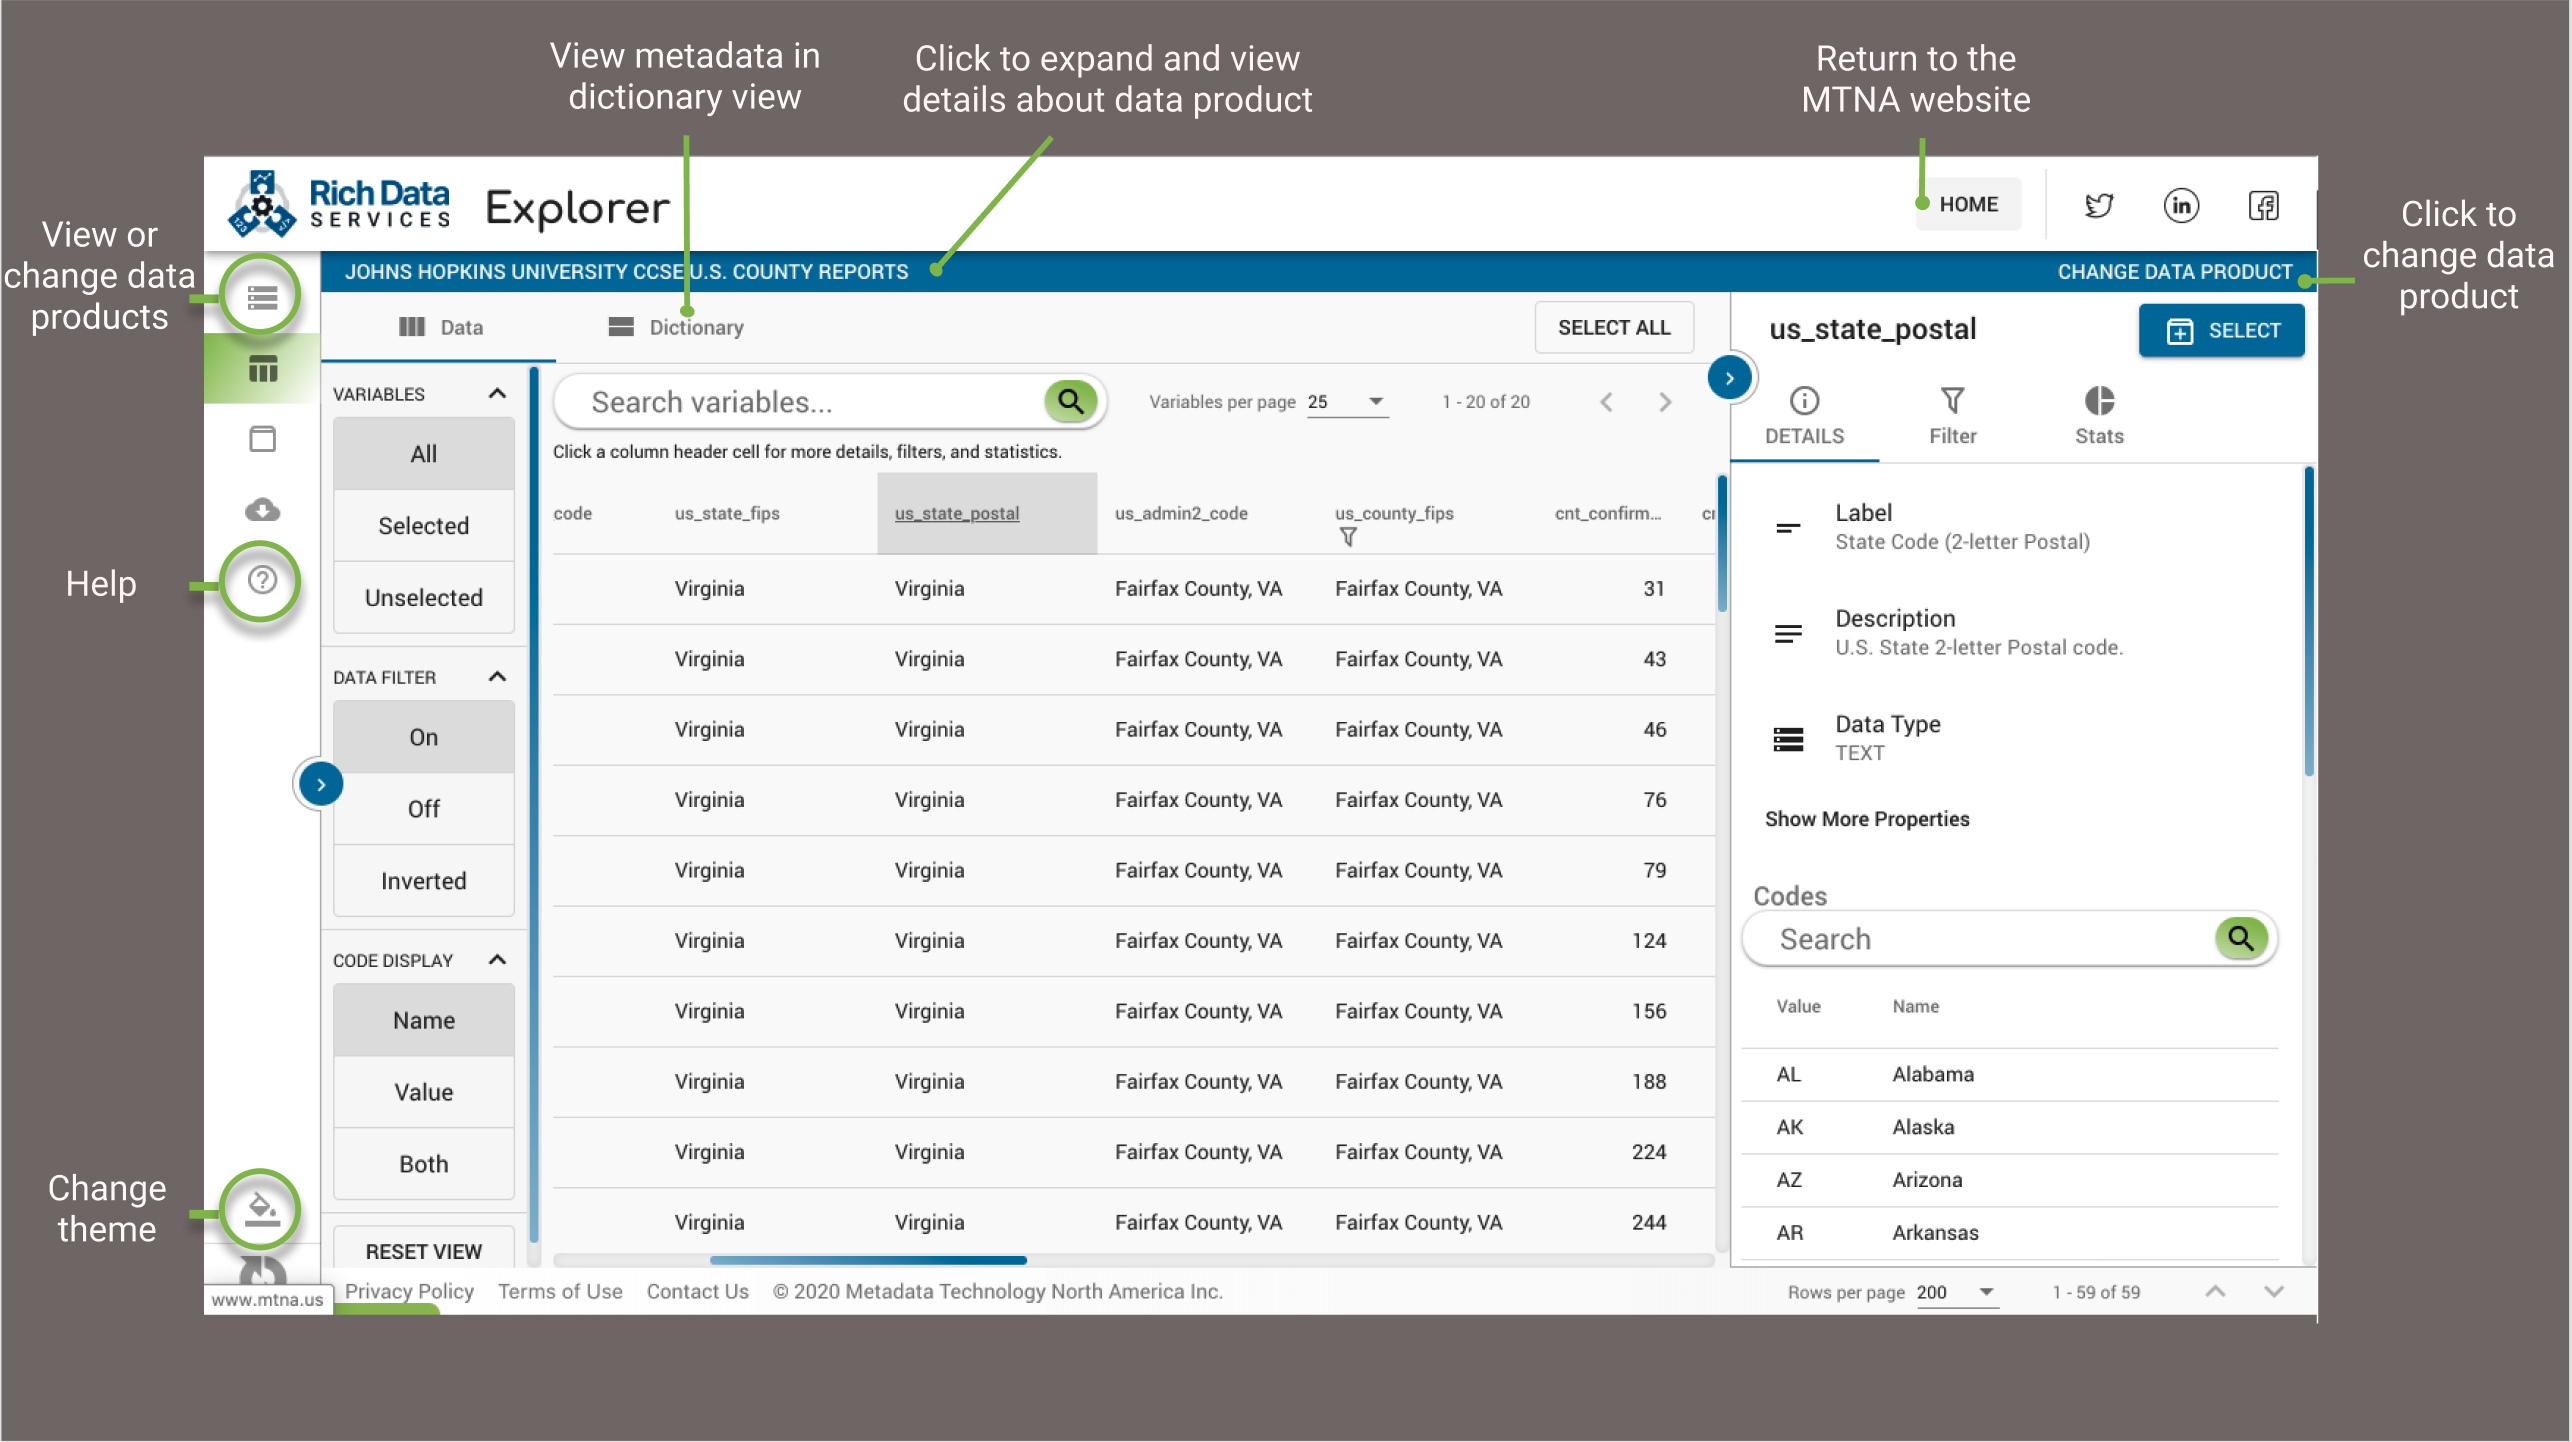 View metadata in
dictionary view
Click to expand and view
details about data product
Return to the
MTNA website
View or
change data
products
Click to
change data
product
Help
Change
theme
Rich Data
SERVICES
Explorer
HOME
JOHNS HOPKINS UNIVERSITY CCSE U.S. COUNTY REPORTS
CHANGE DATA PRODUCT
Data
Dictionary
SELECT ALL
VARIABLES
All
Selected
Unselected
DATA FILTER
On
Off
Inverted
CODE DISPLAY
Name
Value
Both
RESET VIEW
Search variables...
Variables per page 25
1 - 20 of 20
Click a column header cell for more details, filters, and statistics.
code us_state_fips us_state_postal us_admin2_code us_county_fips cnt_confirm...
Virginia Virginia Fairfax County, VA Fairfax County, VA 31
Virginia Virginia Fairfax County, VA Fairfax County, VA 43
Virginia Virginia Fairfax County, VA Fairfax County, VA 46
Virginia Virginia Fairfax County, VA Fairfax County, VA 76
Virginia Virginia Fairfax County, VA Fairfax County, VA 79
Virginia Virginia Fairfax County, VA Fairfax County, VA 124
Virginia Virginia Fairfax County, VA Fairfax County, VA 156
Virginia Virginia Fairfax County, VA Fairfax County, VA 188
Virginia Virginia Fairfax County, VA Fairfax County, VA 224
Virginia Virginia Fairfax County, VA Fairfax County, VA 244
us_state_postal
SELECT
DETAILS
Filter
Stats
Label
State Code (2-letter Postal)
Description
U.S. State 2-letter Postal code.
Data Type
TEXT
Show More Properties
Codes
Search
Value Name
AL Alabama
AK Alaska
AZ Arizona
AR Arkansas
Rows per page 200
1 - 59 of 59
www.mtna.us
Privacy Policy Terms of Use Contact Us © 2020 Metadata Technology North America Inc.